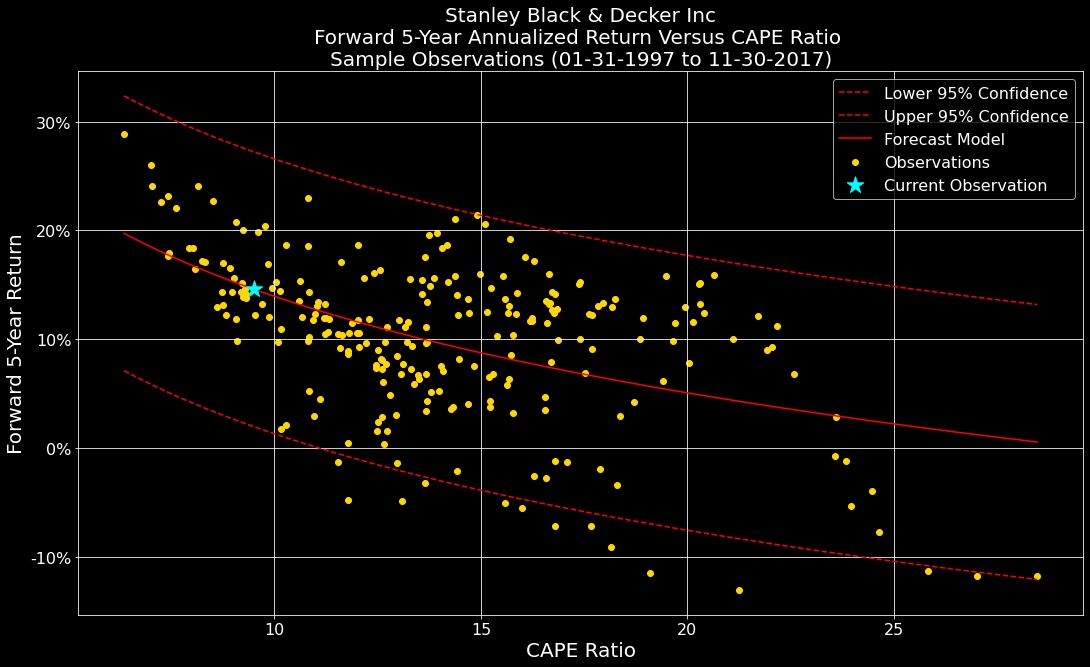 Stanley Black & Decker Inc
Forward 5-Year Annualized Return Versus CAPE Ratio
Sample Observations (01-31-1997 to 11-30-2017)
Lower 95% Confidence
Upper 95% Confidence
Forecast Model
Observations
Current Observation
Forward 5-Year Return
30%
20%
10%
0%
-10%
10
15
20
25
CAPE Ratio